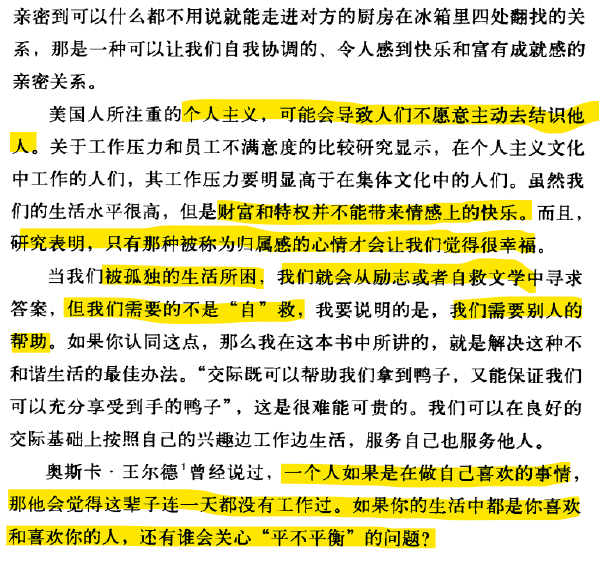 亲密到可以什么都不用说就能走进对方的厨房在冰箱里四处翻找的关
系，那是一种可以让我们自我协调的、令人感到快乐和富有成就感的
亲密关系。
美国人所注重的个人主义，可能会导致人们不愿意主动去结识他
人。关于工作压力和员工不满意度的比较研究显示，在个人主义文化
中工作的人们，其工作压力要明显高于在集体文化中的人们。虽然我
们的生活水平很高，但是财富和特权并不能带来情感上的快乐。而且，
研究表明，只有那种被称为归属感的心情才会让我们觉得很幸福。
当我们被孤独的生活所困，我们就会从励志或者自救文学中寻求
答案，但我们需要的不是“自”救，我要说明的是，我们需要别人的
帮助。如果你认同这点，那么我在这本书中所讲的，就是解决这种不
和谐生活的最佳办法。“交际既可以帮助我们拿到鸭子，又能保证我们
可以充分享受到手的鸭子”，这是很难能可贵的。我们可以在良好的
交际基础上按照自己的兴趣边工作边生活，服务自己也服务他人。
奥斯卡·王尔德¹曾经说过，一个人如果是在做自己喜欢的事情，
那他会觉得这辈子连一天都没有工作过。如果你的生活中都是你喜欢
和喜欢你的人，还有谁会关心“平不平衡”的问题？